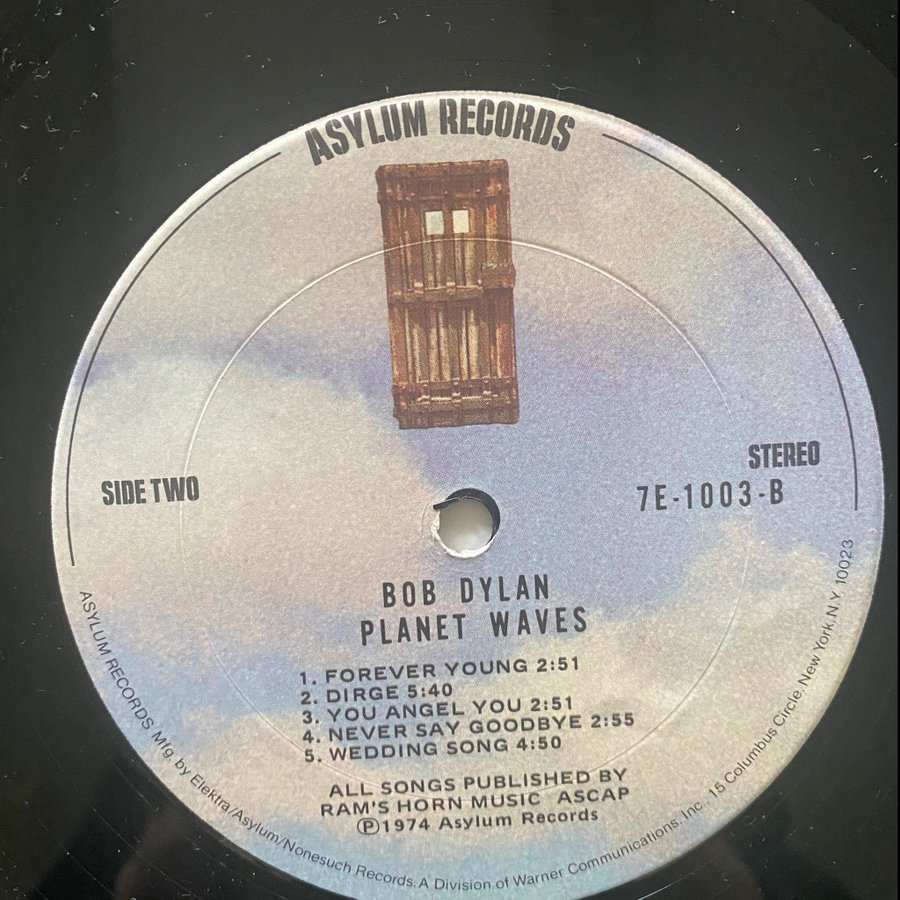 ASYLUM RECORDS
STEREO
SIDE TWO
7E-1003-B
BOB DYLAN
PLANET WAVES
1. FOREVER YOUNG 2:51
2. DIRGE 5:40
3. YOU ANGEL YOU 2:51
4. NEVER SAY GOODBYE 2:55
5. WEDDING SONG 4:50
ALL SONGS PUBLISHED BY
RAM'S HORN MUSIC ASCAP
Ⓟ1974 Asylum Records
ASYLUM RECORDS Mfg. by Elektra/Asylum/Nonesuch Records. A Division of Warner Communications, Inc. 15 Columbus Circle, New York, N.Y. 10023